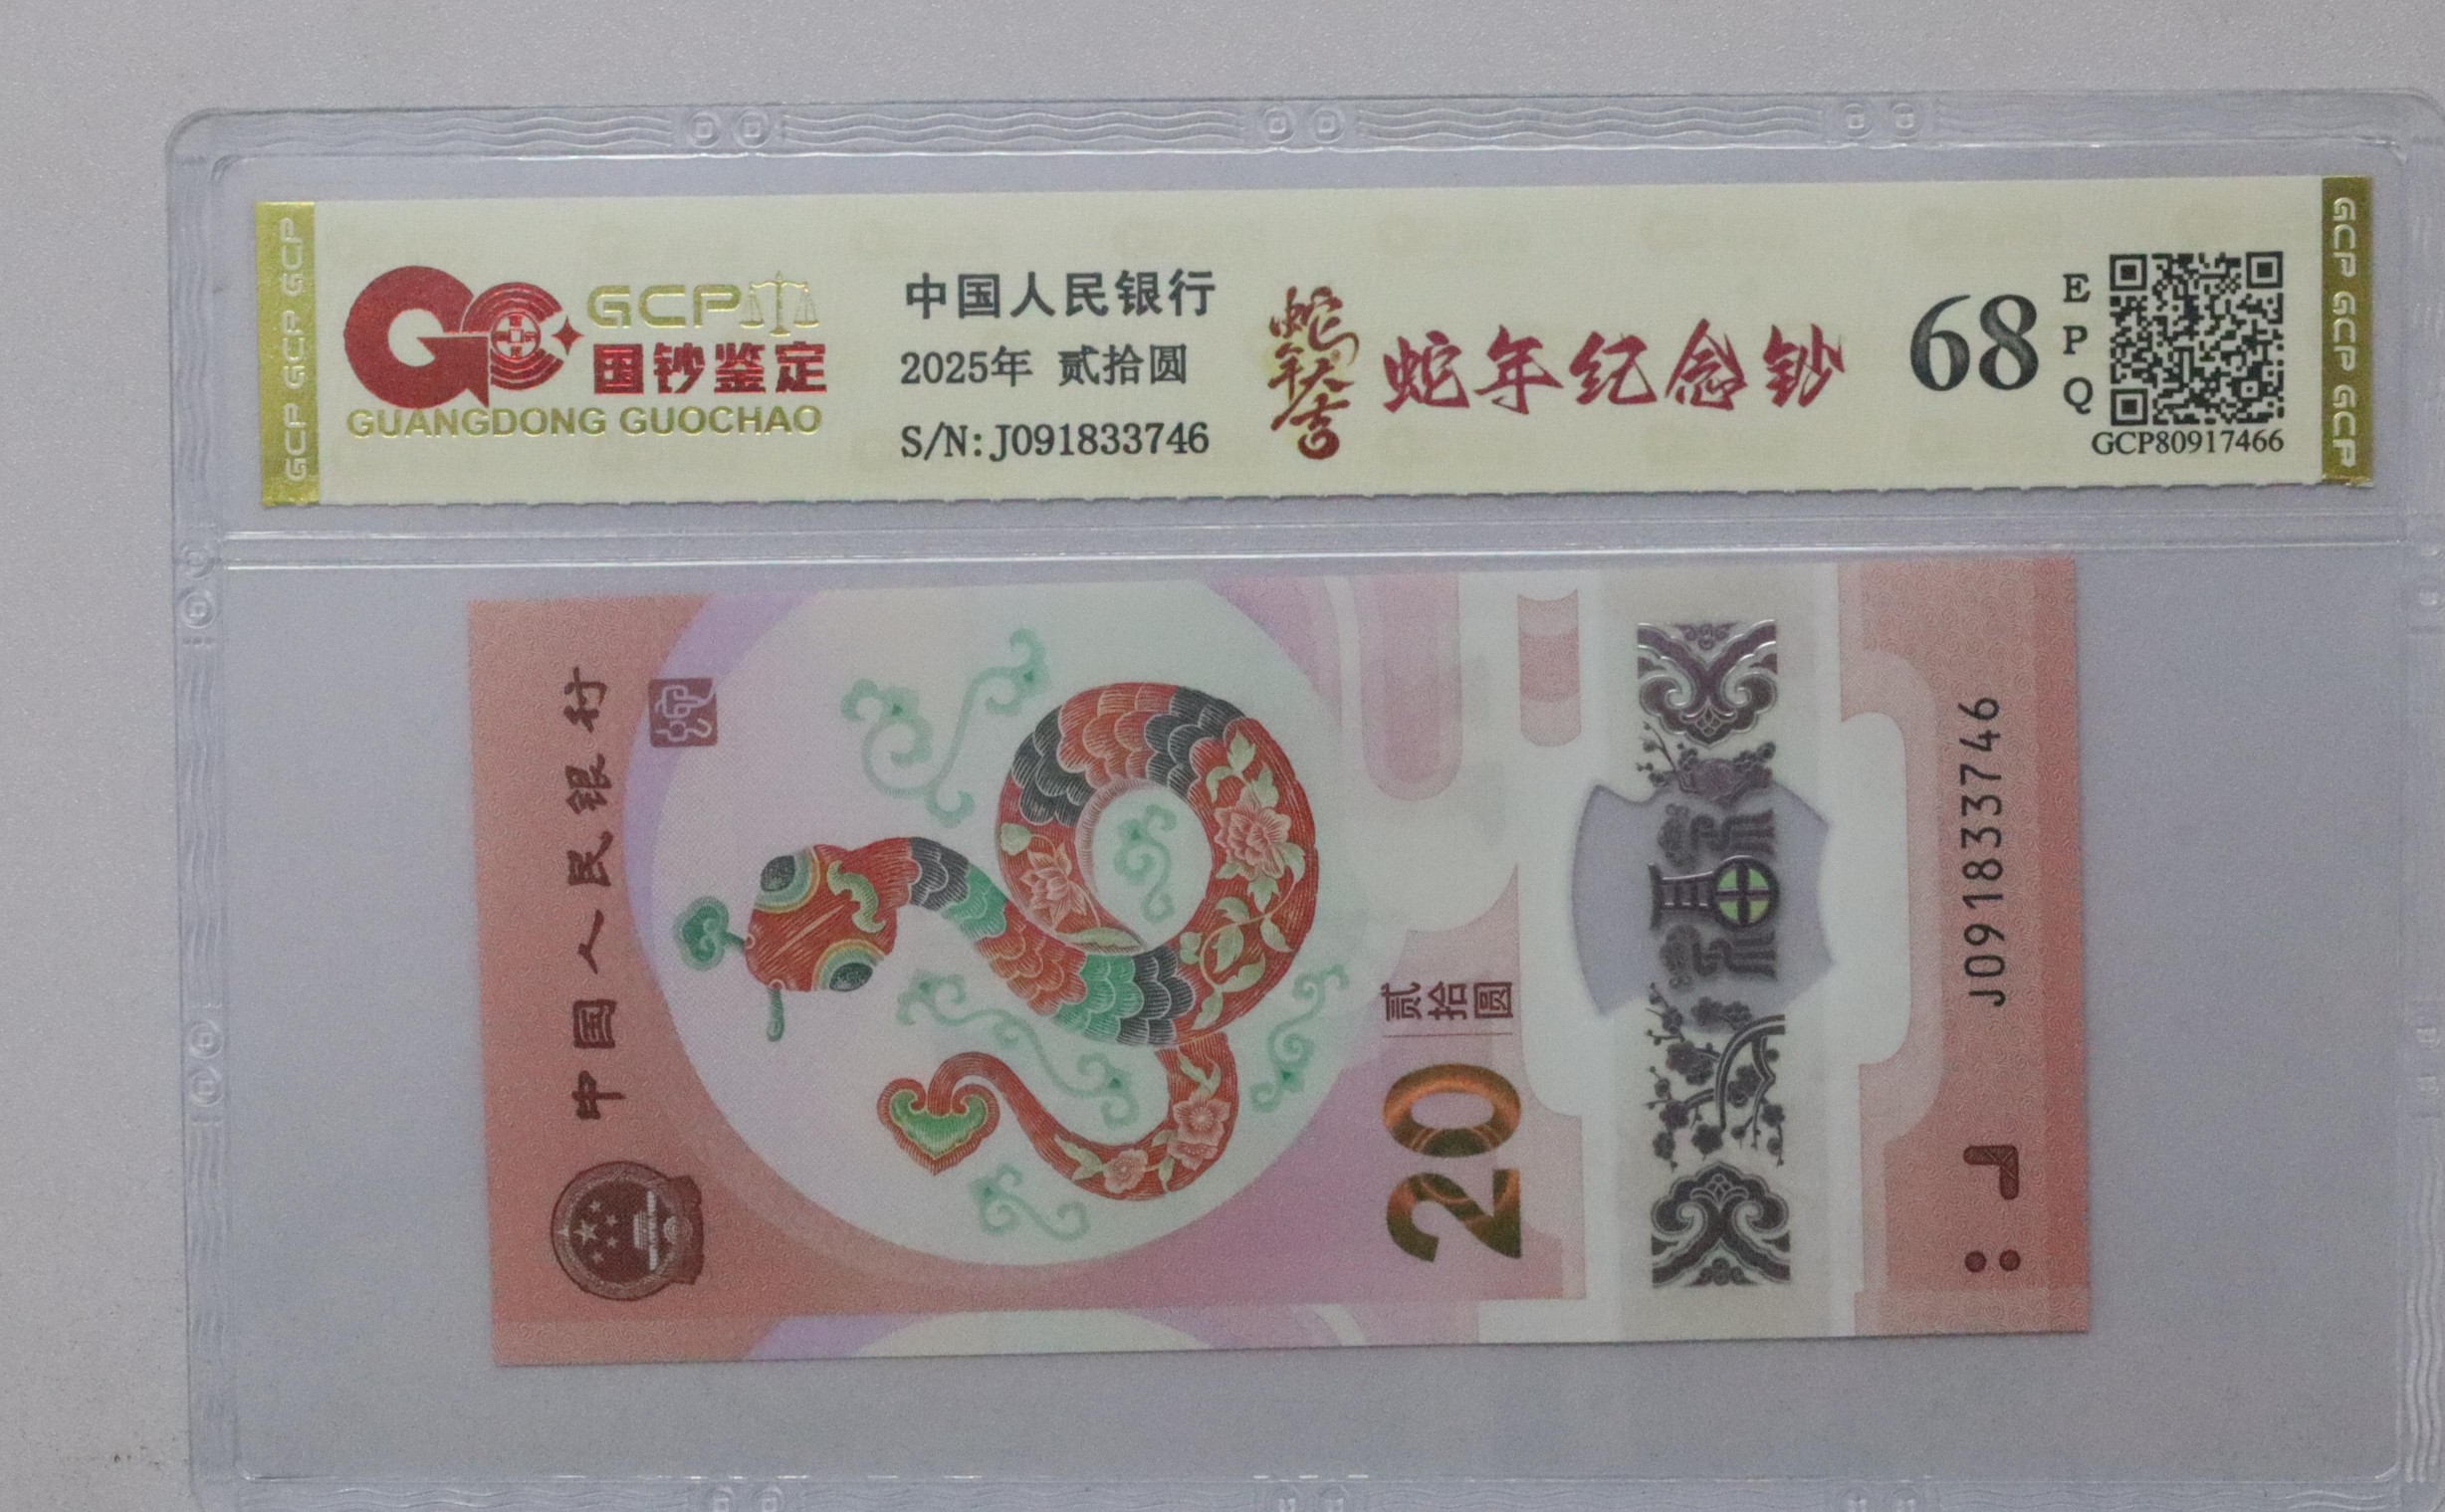 GCP GCP GCP
GCP
国钞鉴定
GUANGDONG GUOCHAO
中国人民银行
2025年 贰拾圆
S/N: J091833746
蛇年大吉
蛇年纪念钞
68
E
P
Q
GCP80917466
GCP GCP GCP
中国人民银行
20
贰拾圆
福
J091833746